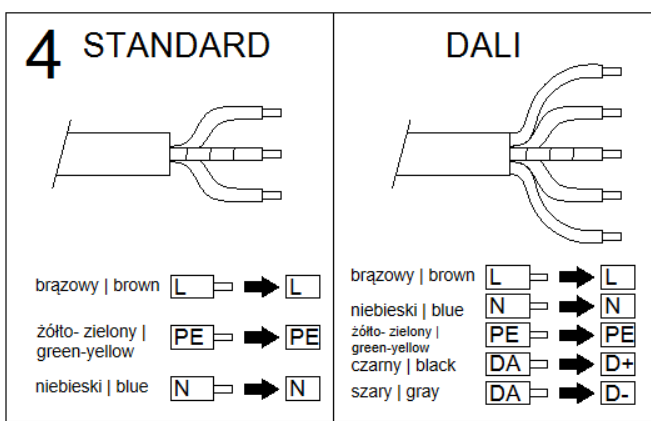 4 STANDARD
brązowy | brown L L
żółto- zielony |
green-yellow PE PE
niebieski | blue N N
DALI
brązowy | brown L L
niebieski | blue N N
żółto- zielony |
green-yellow PE PE
czarny | black DA D+
szary | gray DA D-